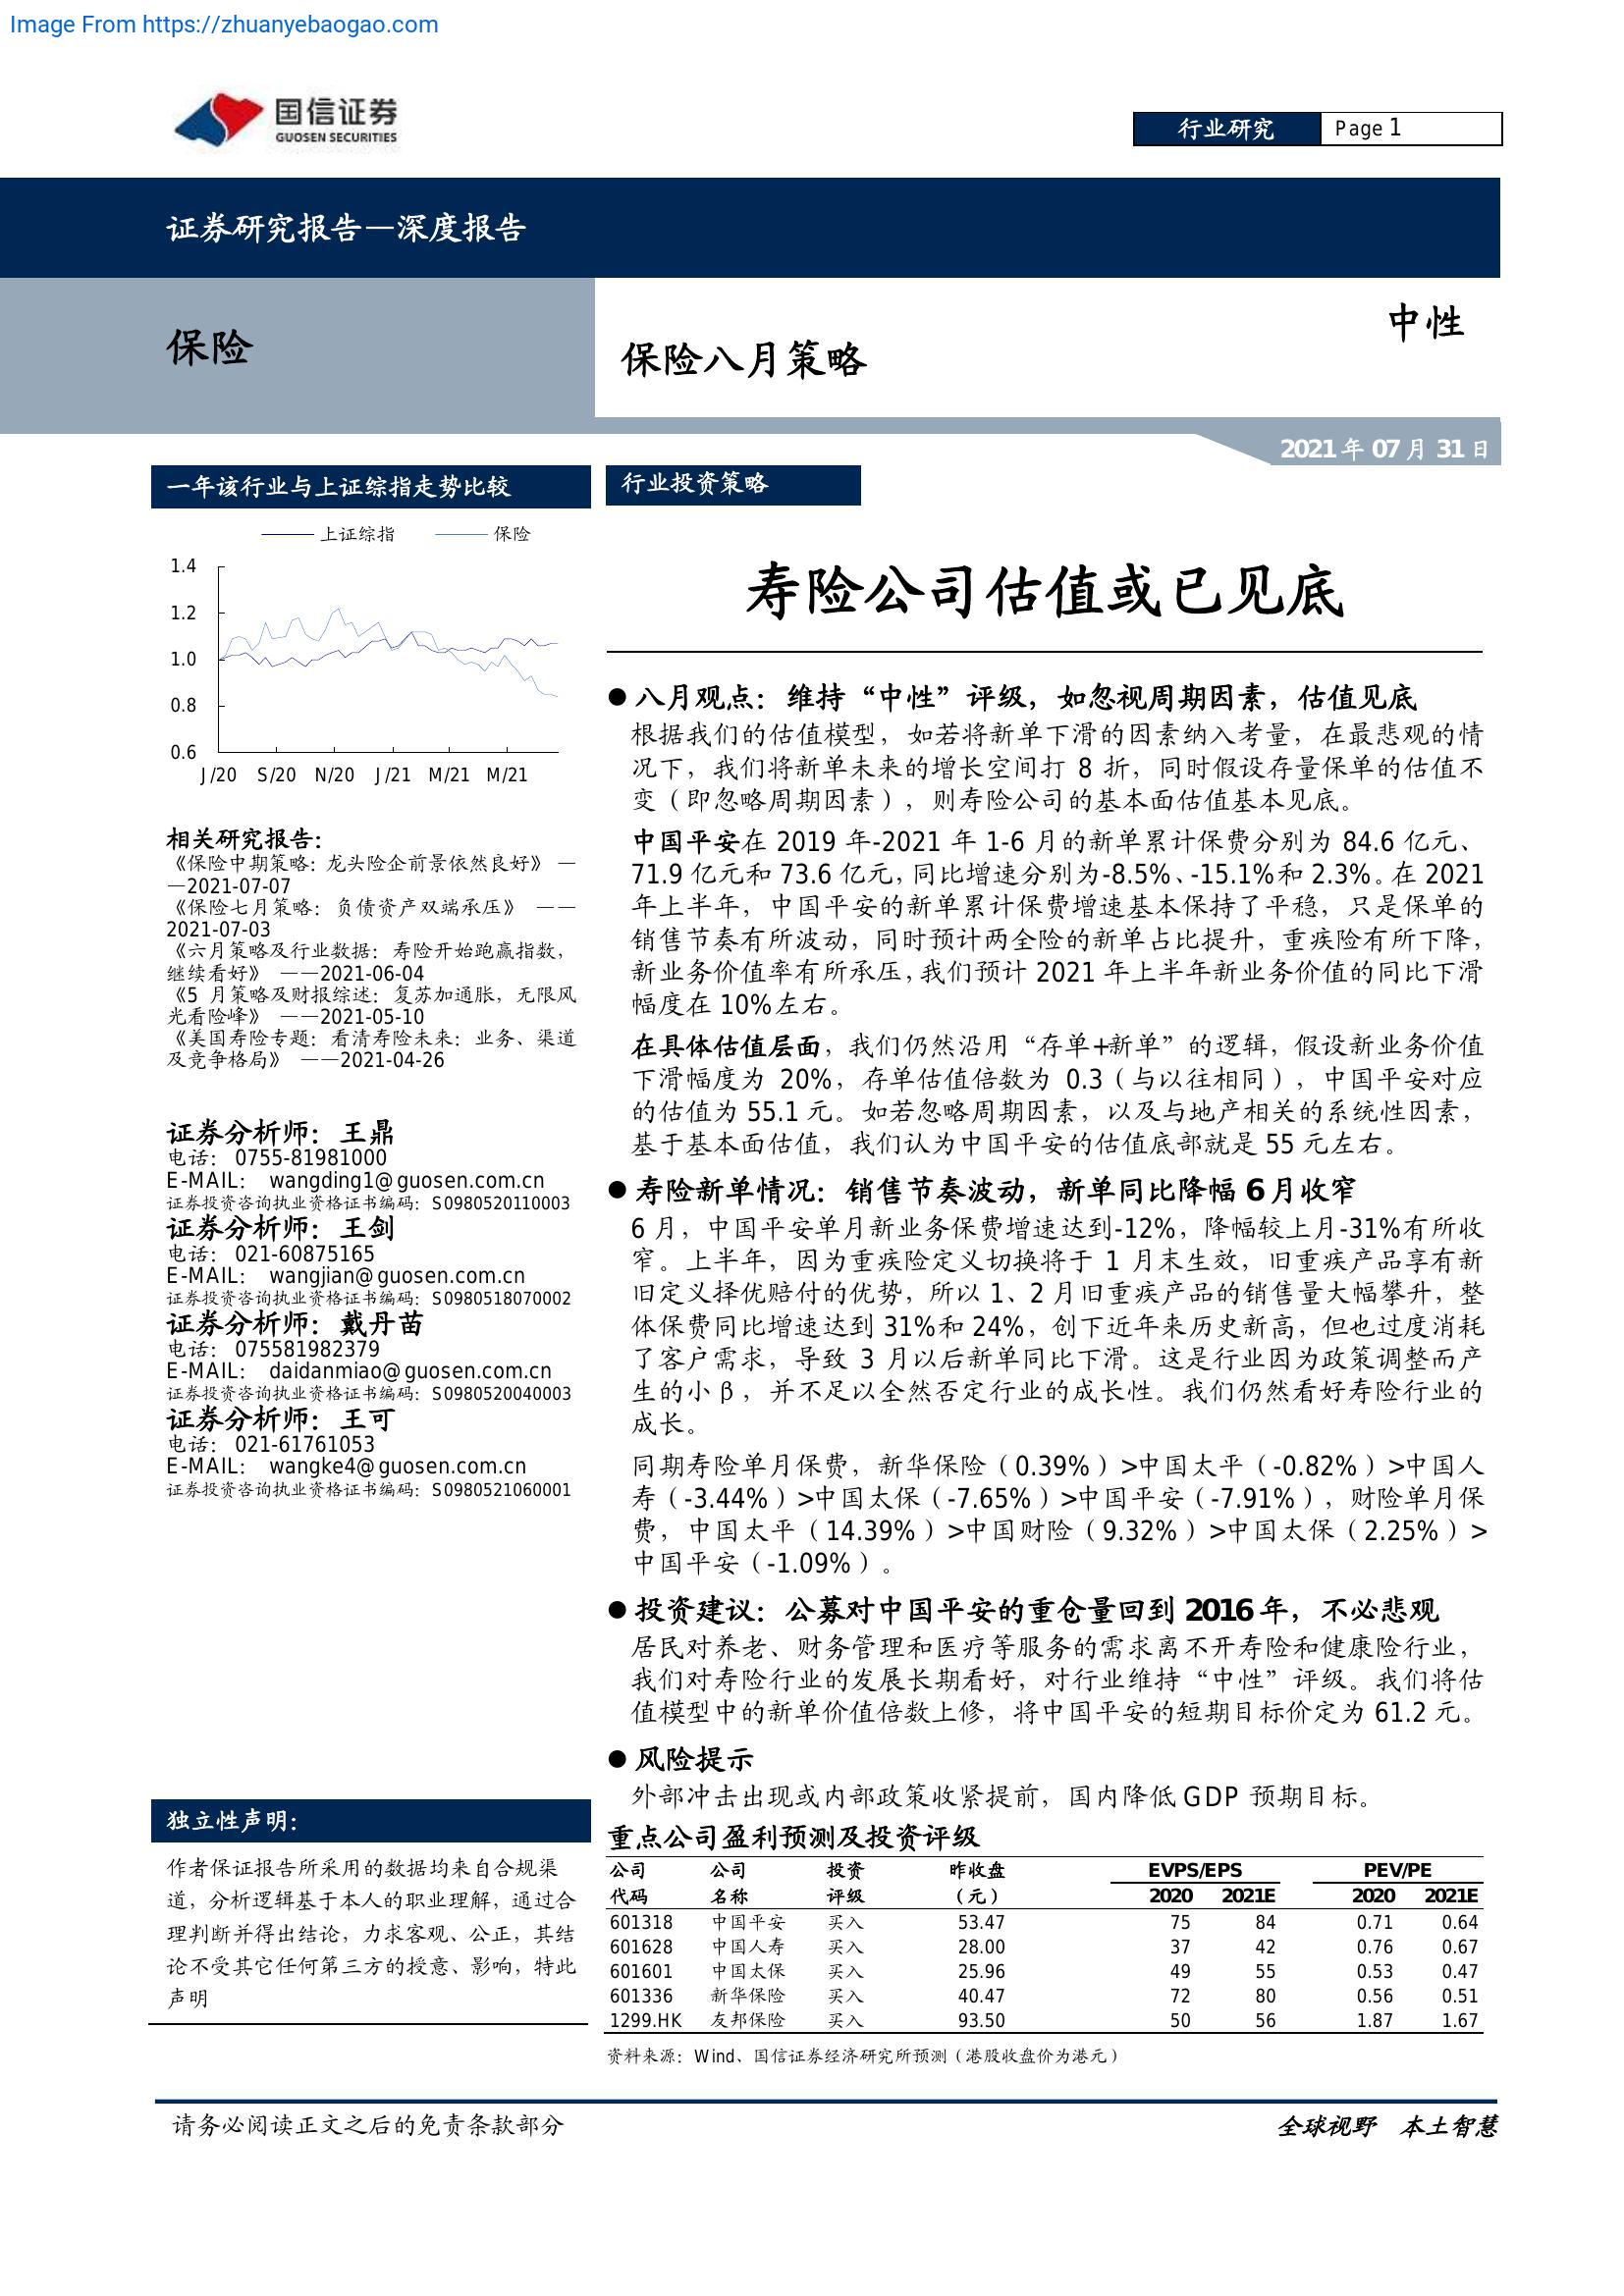 Image From https://zhuanyebaogao.com
国信证券
GUOSEN SECURITIES
行业研究
Page 1
证券研究报告—深度报告
保险
保险八月策略
中性
2021 年 07 月 31 日
一年该行业与上证综指走势比较
上证综指 保险
1.4
1.2
1.0
0.8
0.6
J/20 S/20 N/20 J/21 M/21 M/21
相关研究报告:
《保险中期策略:龙头险企前景依然良好》 —
—2021-07-07
《保险七月策略:负债资产双端承压》 ——
2021-07-03
《六月策略及行业数据:寿险开始跑赢指数,
继续看好》 ——2021-06-04
《5 月策略及财报综述:复苏加通胀,无限风
光看险峰》 ——2021-05-10
《美国寿险专题:看清寿险未来:业务、渠道
及竞争格局》 ——2021-04-26
证券分析师:王鼎
电话: 0755-81981000
E-MAIL: wangding1@guosen.com.cn
证券投资咨询执业资格证书编码:S0980520110003
证券分析师:王剑
电话: 021-60875165
E-MAIL: wangjian@guosen.com.cn
证券投资咨询执业资格证书编码:S0980518070002
证券分析师:戴丹苗
电话: 075581982379
E-MAIL: daidanmiao@guosen.com.cn
证券投资咨询执业资格证书编码:S0980520040003
证券分析师:王可
电话: 021-61761053
E-MAIL: wangke4@guosen.com.cn
证券投资咨询执业资格证书编码:S0980521060001
独立性声明:
作者保证报告所采用的数据均来自合规渠
道,分析逻辑基于本人的职业理解,通过合
理判断并得出结论,力求客观、公正,其结
论不受其它任何第三方的授意、影响,特此
声明
行业投资策略
寿险公司估值或已见底
● 八月观点:维持“中性”评级,如忽视周期因素,估值见底
根据我们的估值模型,如若将新单下滑的因素纳入考量,在最悲观的情
况下,我们将新单未来的增长空间打 8 折,同时假设存量保单的估值不
变(即忽略周期因素),则寿险公司的基本面估值基本见底。
中国平安在 2019 年-2021 年 1-6 月的新单累计保费分别为 84.6 亿元、
71.9 亿元和 73.6 亿元,同比增速分别为-8.5%、-15.1%和 2.3%。在 2021
年上半年,中国平安的新单累计保费增速基本保持了平稳,只是保单的
销售节奏有所波动,同时预计两全险的新单占比提升,重疾险有所下降,
新业务价值率有所承压,我们预计 2021 年上半年新业务价值的同比下滑
幅度在 10%左右。
在具体估值层面,我们仍然沿用“存单+新单”的逻辑,假设新业务价值
下滑幅度为 20%,存单估值倍数为 0.3(与以往相同),中国平安对应
的估值为 55.1 元。如若忽略周期因素,以及与地产相关的系统性因素,
基于基本面估值,我们认为中国平安的估值底部就是 55 元左右。
● 寿险新单情况:销售节奏波动,新单同比降幅 6 月收窄
6 月,中国平安单月新业务保费增速达到-12%,降幅较上月-31%有所收
窄。上半年,因为重疾险定义切换将于 1 月末生效,旧重疾产品享有新
旧定义择优赔付的优势,所以 1、2 月旧重疾产品的销售量大幅攀升,整
体保费同比增速达到 31%和 24%,创下近年来历史新高,但也过度消耗
了客户需求,导致 3 月以后新单同比下滑。这是行业因为政策调整而产
生的小β,并不足以全然否定行业的成长性。我们仍然看好寿险行业的
成长。
同期寿险单月保费,新华保险(0.39%)>中国太平(-0.82%)>中国人
寿(-3.44%)>中国太保(-7.65%)>中国平安(-7.91%),财险单月保
费,中国太平(14.39%)>中国财险(9.32%)>中国太保(2.25%)>
中国平安(-1.09%)。
● 投资建议:公募对中国平安的重仓量回到 2016 年,不必悲观
居民对养老、财务管理和医疗等服务的需求离不开寿险和健康险行业,
我们对寿险行业的发展长期看好,对行业维持“中性”评级。我们将估
值模型中的新单价值倍数上修,将中国平安的短期目标价定为 61.2 元。
● 风险提示
外部冲击出现或内部政策收紧提前,国内降低 GDP 预期目标。
重点公司盈利预测及投资评级
公司 公司 投资 昨收盘 EVPS/EPS PEV/PE
代码 名称 评级 (元) 2020 2021E 2020 2021E
601318 中国平安 买入 53.47 75 84 0.71 0.64
601628 中国人寿 买入 28.00 37 42 0.76 0.67
601601 中国太保 买入 25.96 49 55 0.53 0.47
601336 新华保险 买入 40.47 72 80 0.56 0.51
1299.HK 友邦保险 买入 93.50 50 56 1.87 1.67
资料来源:Wind、国信证券经济研究所预测(港股收盘价为港元)
请务必阅读正文之后的免责条款部分
全球视野 本土智慧